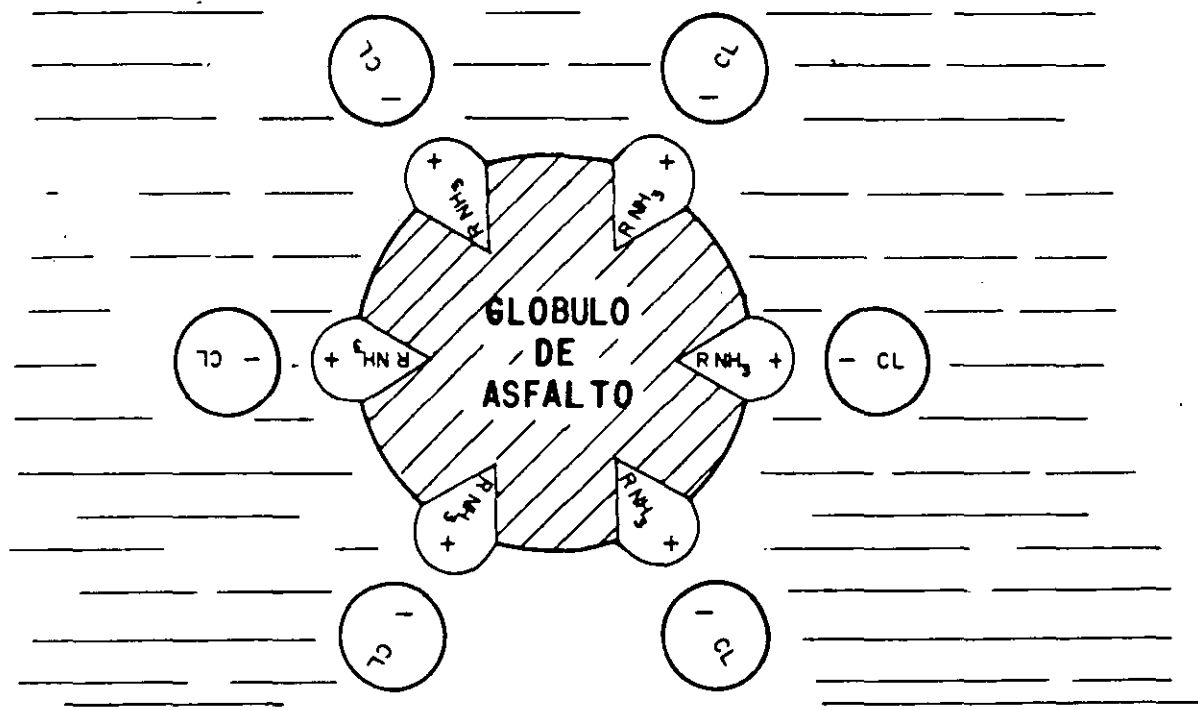 CL −
CL −
+ RNH₃
+ RNH₃
GLOBULO
DE
ASFALTO
CL −
+ RNH₃
RNH₃ +
− CL
RNH₃ +
RNH₃ +
− CL
− CL